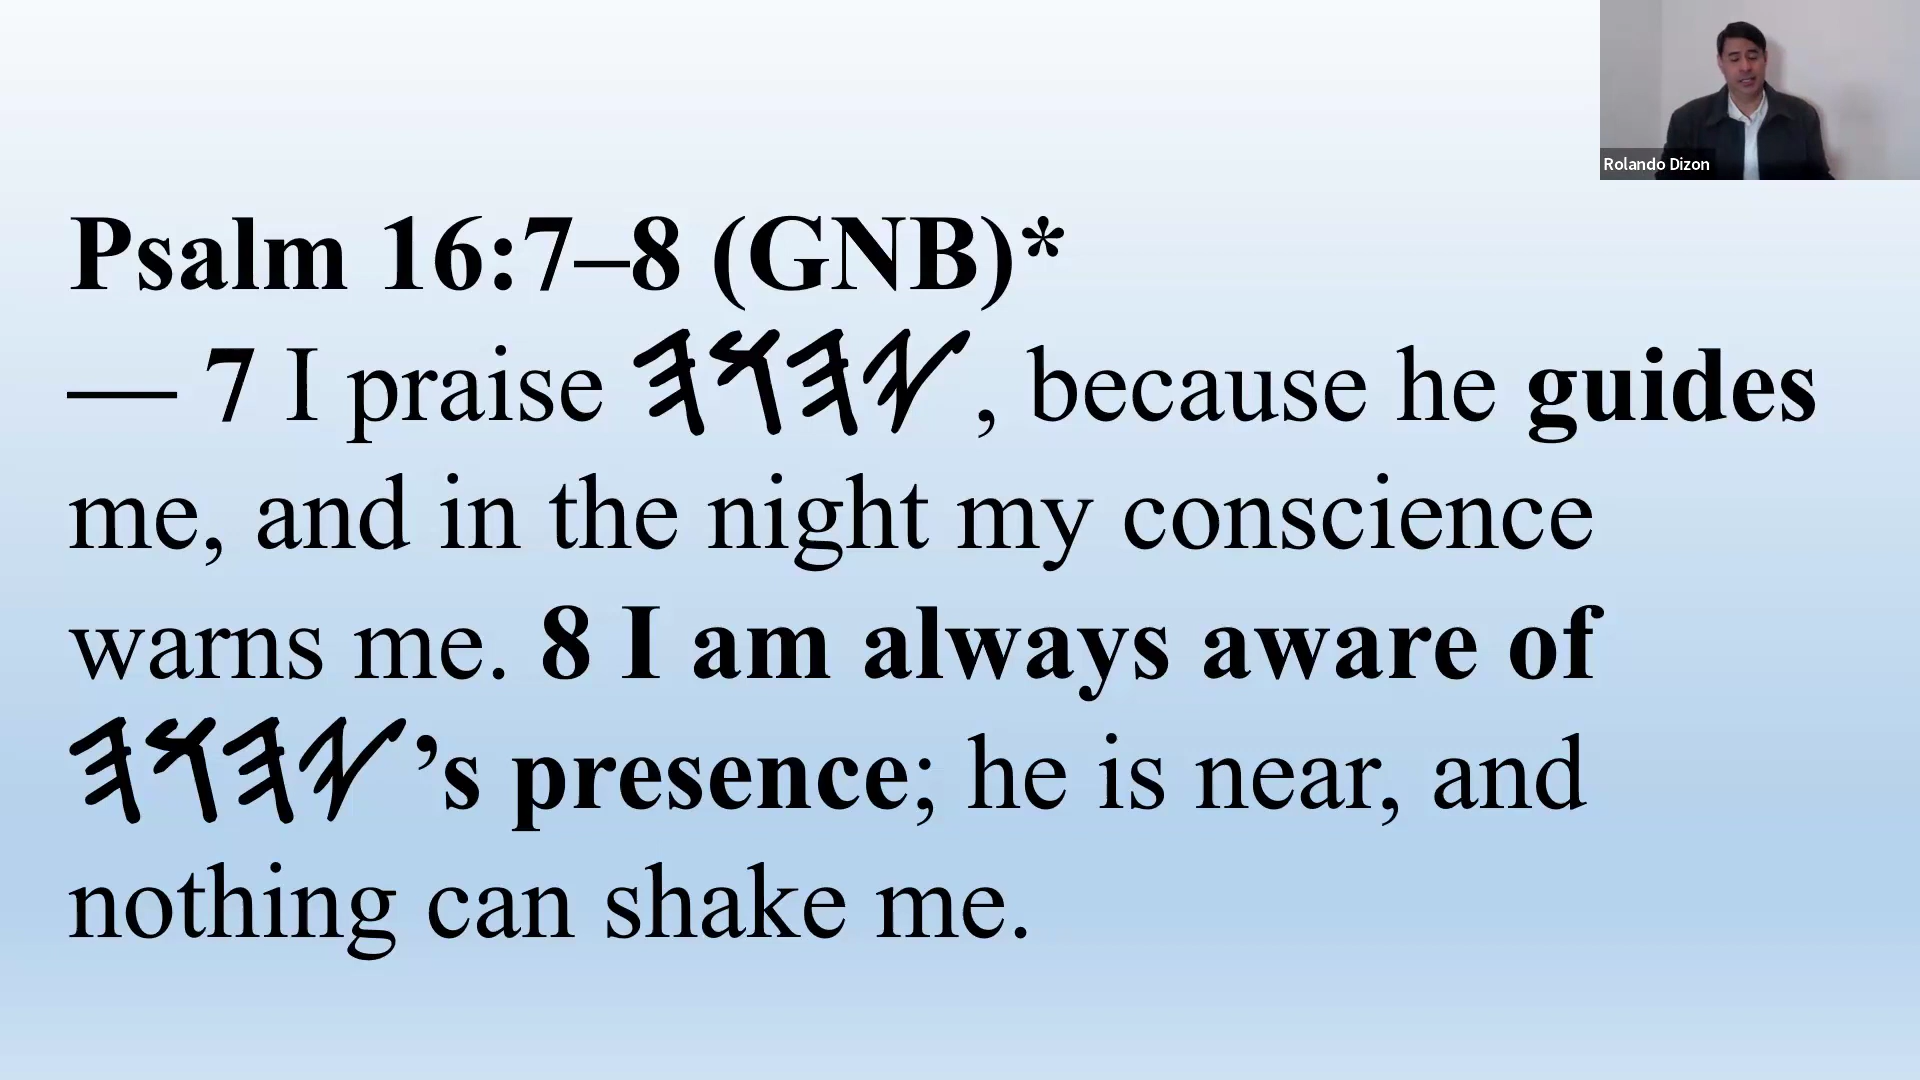 Rolando Dizon
Psalm 16:7–8 (GNB)*
— 7 I praise 𐤉𐤄𐤅𐤄, because he guides
me, and in the night my conscience
warns me. 8 I am always aware of
𐤉𐤄𐤅𐤄’s presence; he is near, and
nothing can shake me.